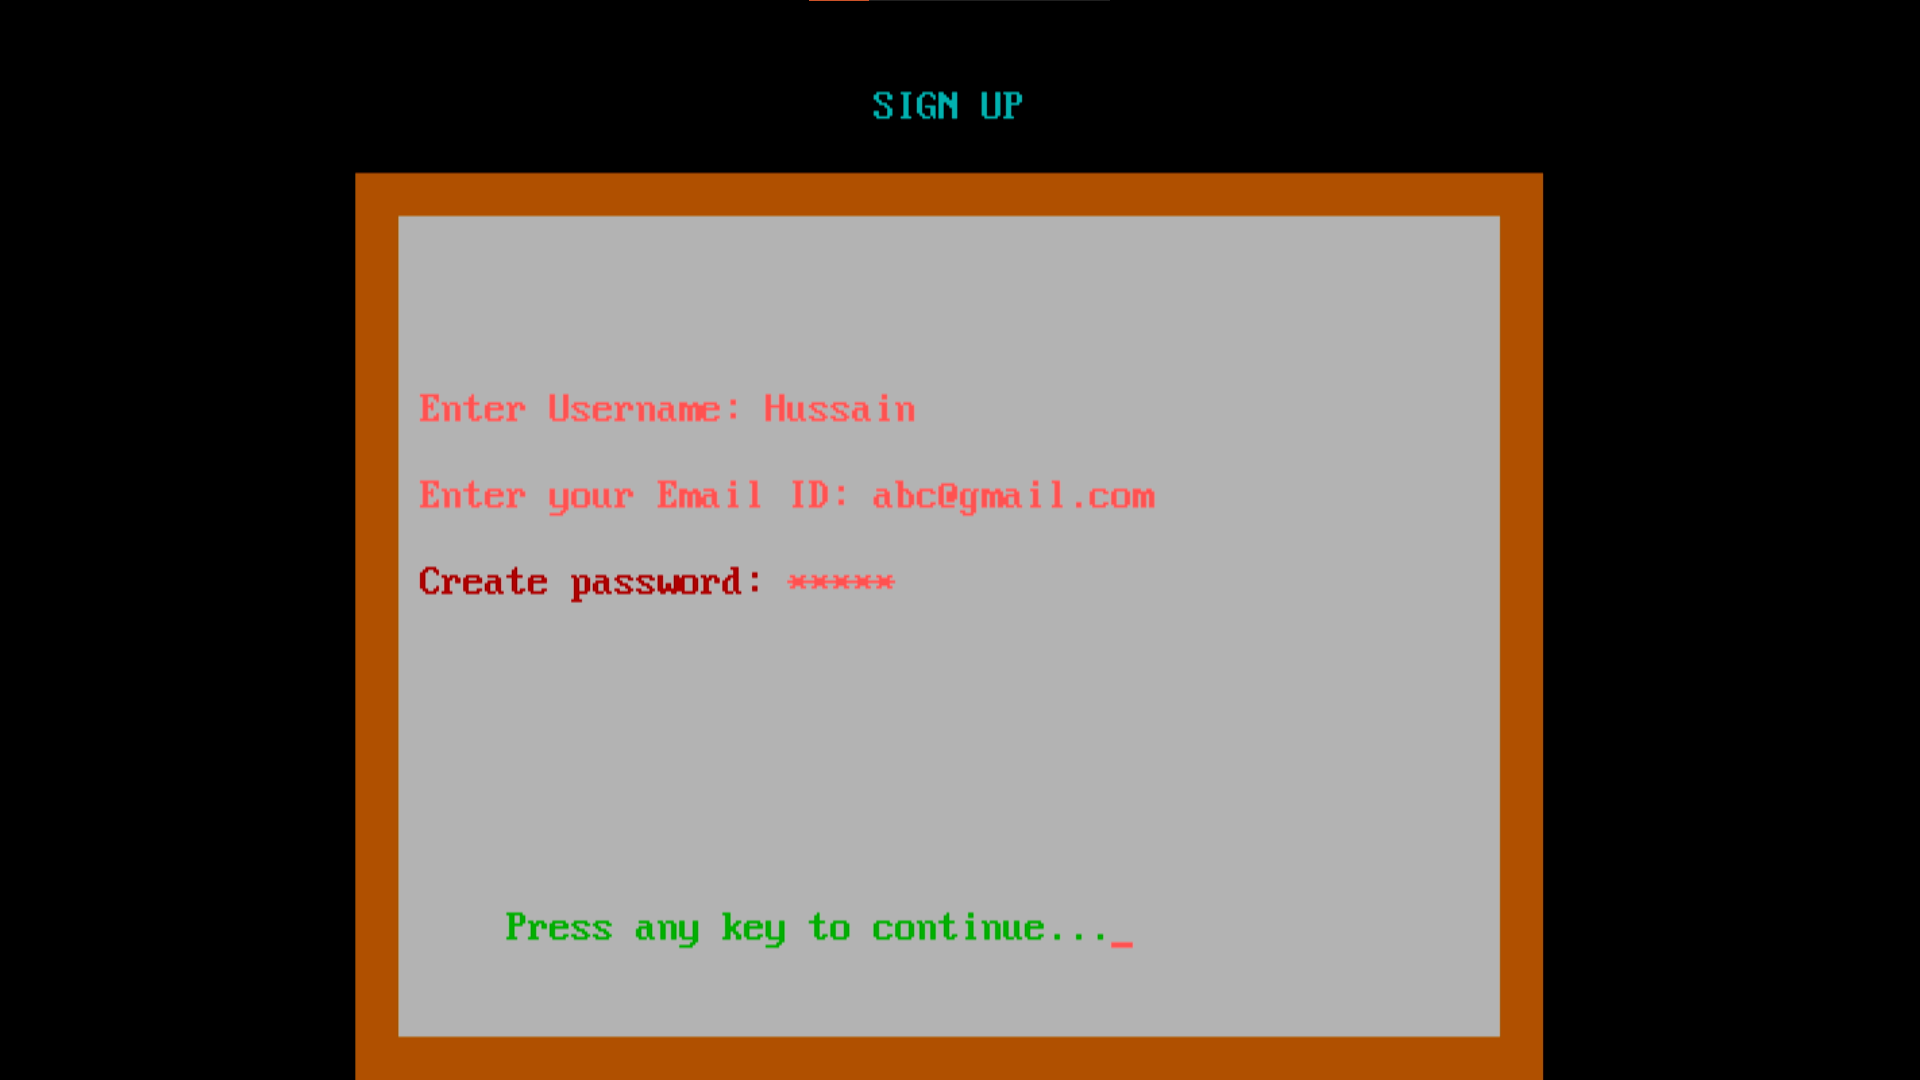 SIGN UP
Enter Username: Hussain
Enter your Email ID: abc@gmail.com
Create password: *****
Press any key to continue..._